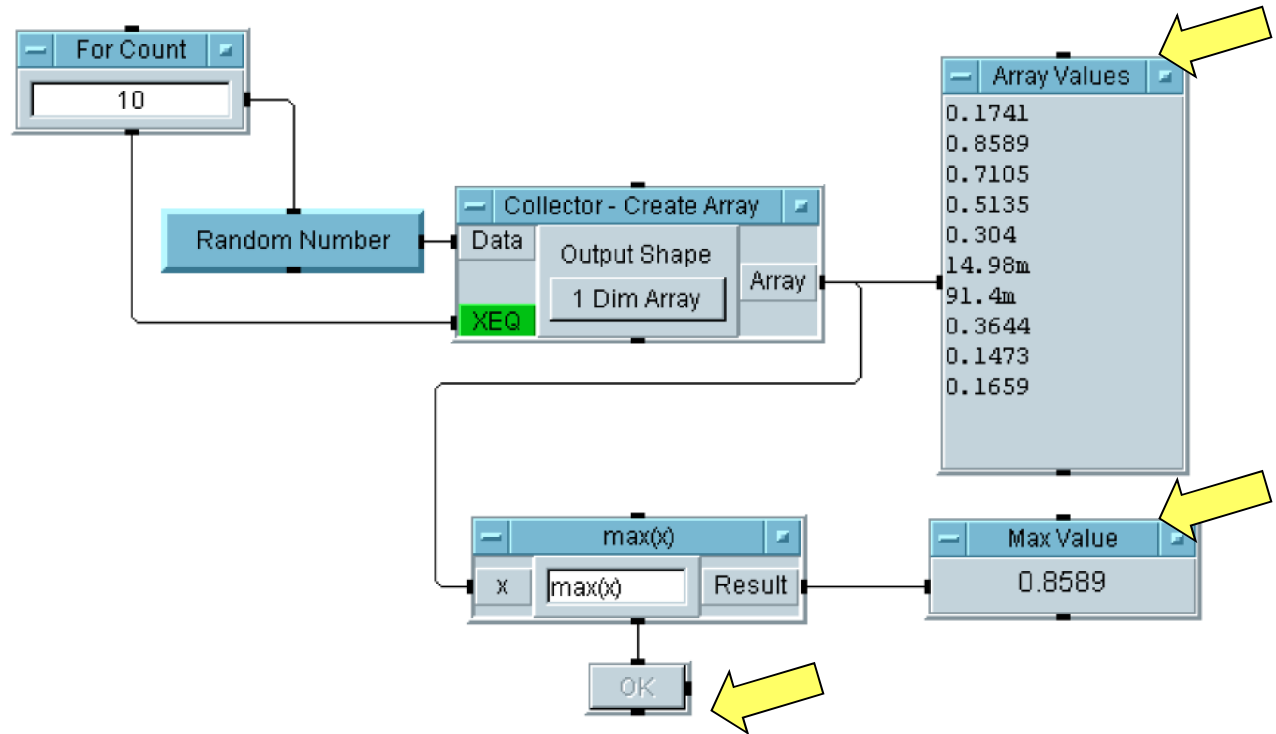 For Count
10
Random Number
Collector - Create Array
Data
Output Shape
1 Dim Array
Array
XEQ
Array Values
0.1741
0.8589
0.7105
0.5135
0.304
14.98m
91.4m
0.3644
0.1473
0.1659
max(x)
X
max(x)
Result
Max Value
0.8589
OK